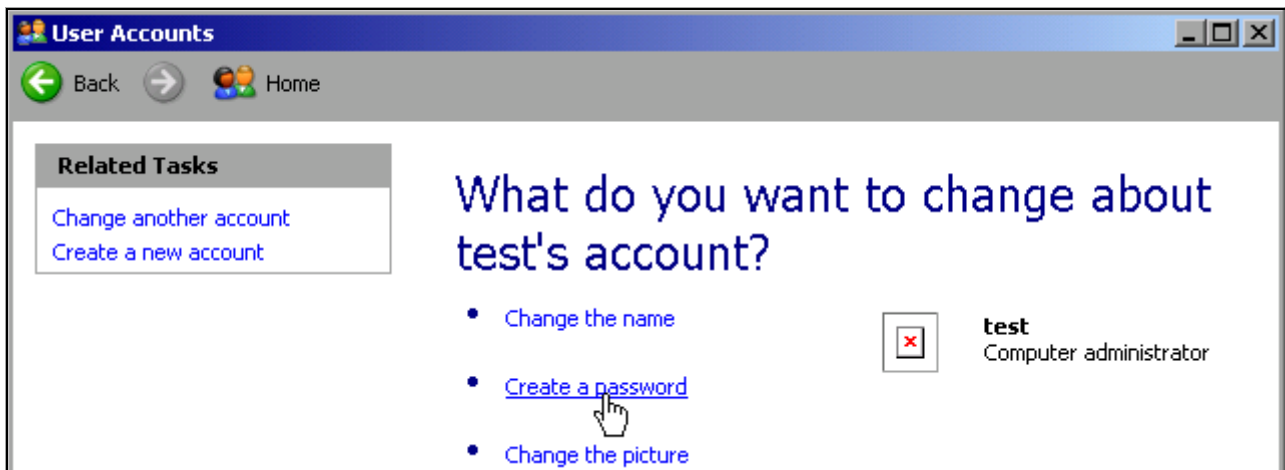 User Accounts
Back Home
Related Tasks
Change another account
Create a new account
What do you want to change about
test's account?
Change the name
test
Computer administrator
Create a password
Change the picture